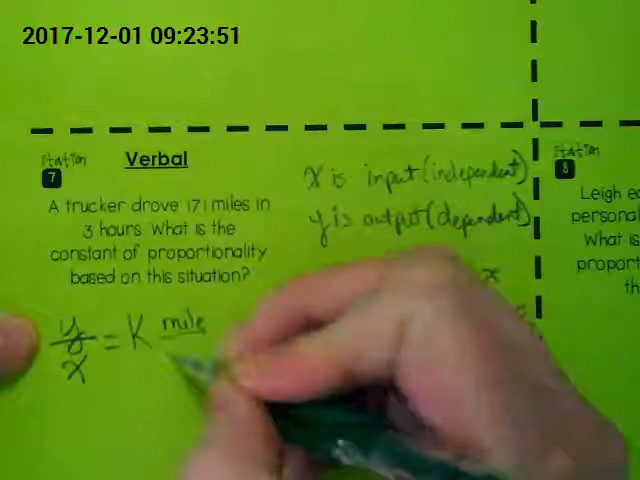 2017-12-01 09:23:51
Station
7
Verbal
A trucker drove 171 miles in
3 hours What is the
constant of proportionality
based on this situation?
x is input (independent)
y is output (dependent)
x
y
x
= K mile
Station
8
Leigh
personal
What is
proport
th